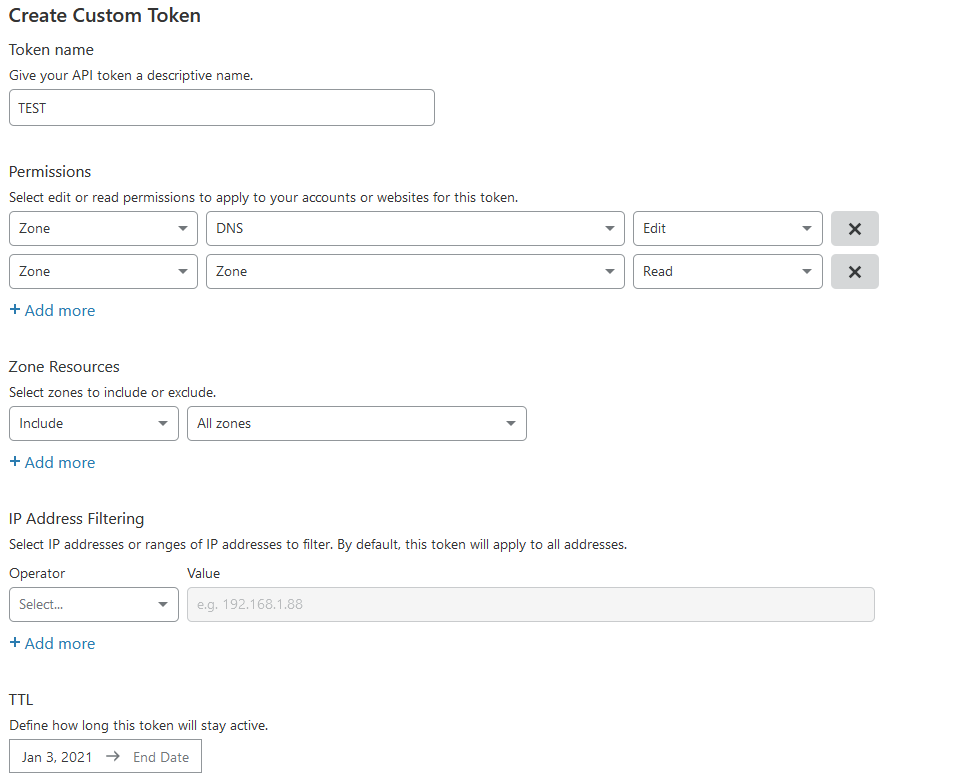 Create Custom Token
Token name
Give your API token a descriptive name.
TEST
Permissions
Select edit or read permissions to apply to your accounts or websites for this token.
Zone DNS Edit
Zone Zone Read
+ Add more
Zone Resources
Select zones to include or exclude.
Include All zones
+ Add more
IP Address Filtering
Select IP addresses or ranges of IP addresses to filter. By default, this token will apply to all addresses.
Operator Value
Select... e.g. 192.168.1.88
+ Add more
TTL
Define how long this token will stay active.
Jan 3, 2021 → End Date